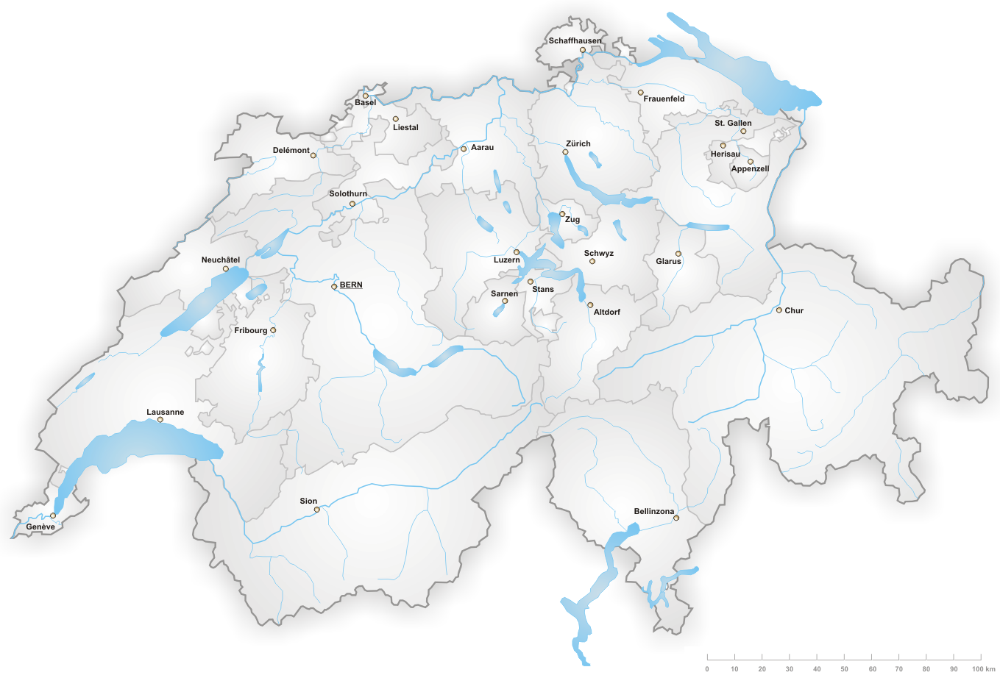 Schaffhausen
Basel
Frauenfeld
Liestal
St. Gallen
Delémont
Aarau
Zürich
Herisau
Appenzell
Solothurn
Zug
Neuchâtel
Luzern
Schwyz
Glarus
BERN
Stans
Sarnen
Altdorf
Chur
Fribourg
Lausanne
Sion
Bellinzona
Genève
0 10 20 30 40 50 60 70 80 90 100 km